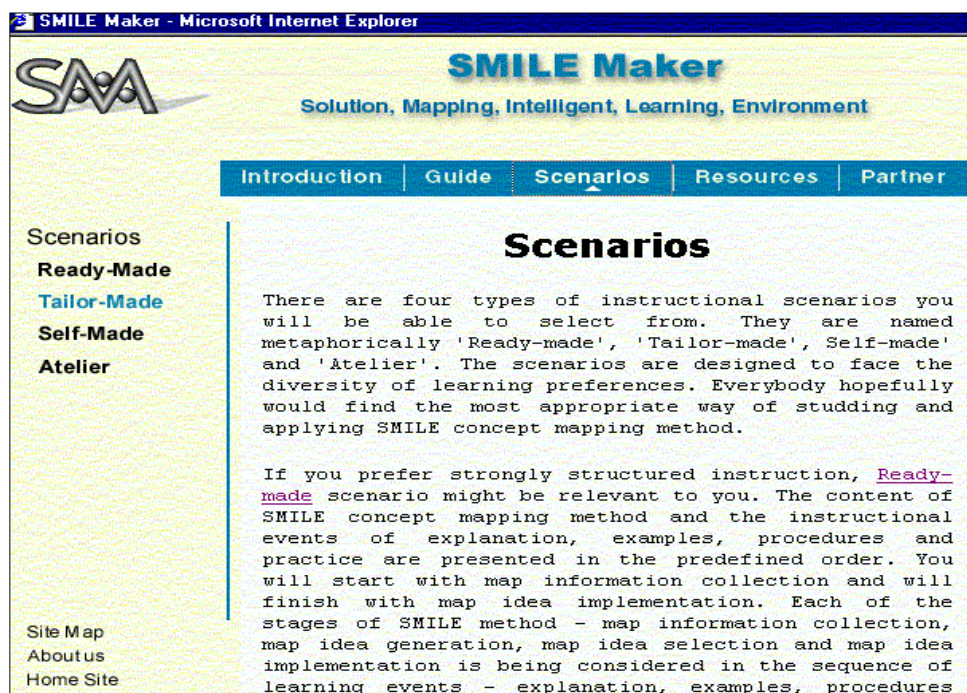 SMILE Maker - Microsoft Internet Explorer
SMILE Maker
Solution, Mapping, Intelligent, Learning, Environment
Introduction Guide Scenarios Resources Partner
Scenarios
Ready-Made
Tailor-Made
Self-Made
Atelier
Site Map
About us
Home Site
Scenarios
There are four types of instructional scenarios you
will be able to select from. They are named
metaphorically 'Ready-made', 'Tailor-made', Self-made'
and 'Atelier'. The scenarios are designed to face the
diversity of learning preferences. Everybody hopefully
would find the most appropriate way of studding and
applying SMILE concept mapping method.
If you prefer strongly structured instruction, Ready-
made scenario might be relevant to you. The content of
SMILE concept mapping method and the instructional
events of explanation, examples, procedures and
practice are presented in the predefined order. You
will start with map information collection and will
finish with map idea implementation. Each of the
stages of SMILE method - map information collection,
map idea generation, map idea selection and map idea
implementation is being considered in the sequence of
learning events - explanation, examples, procedures